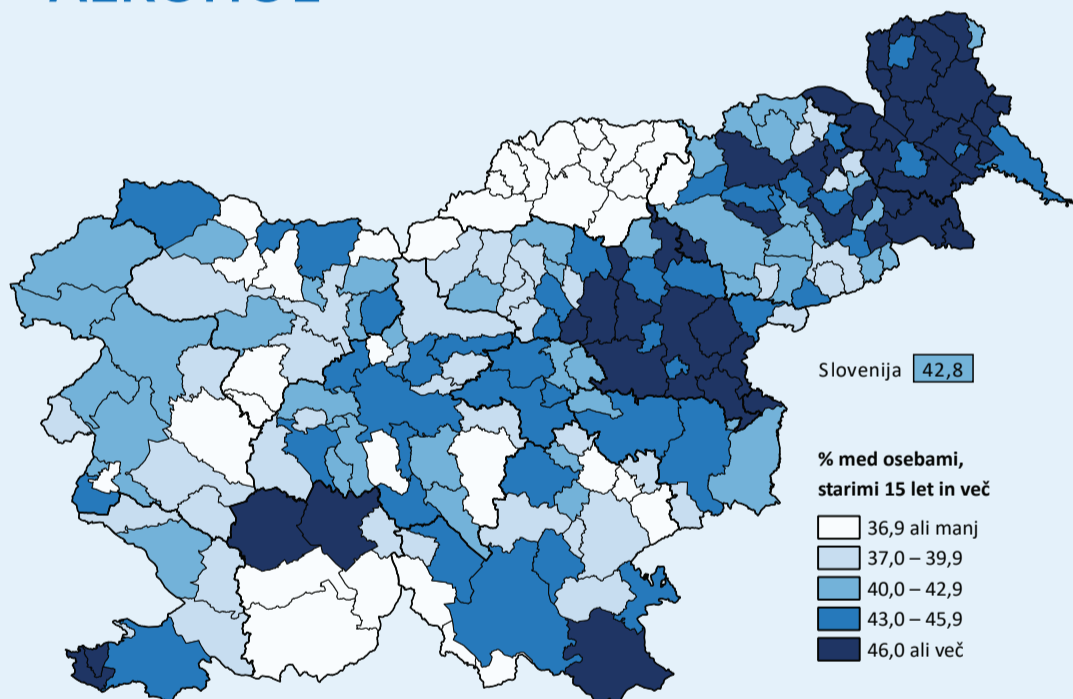 Slovenija 42,8
% med osebami,
starimi 15 let in več
36,9 ali manj
37,0 – 39,9
40,0 – 42,9
43,0 – 45,9
46,0 ali več